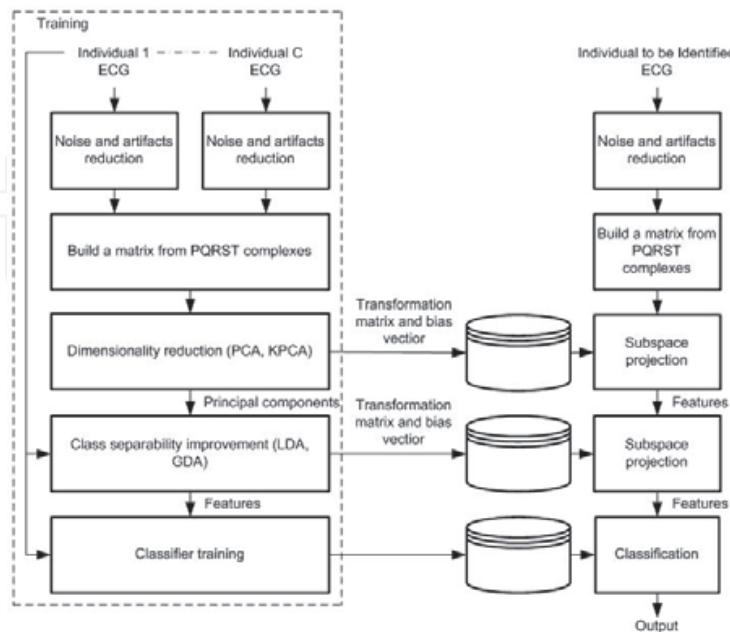 Training
Individual 1
ECG
Individual C
ECG
Individual to be Identified
ECG
Noise and artifacts
reduction
Noise and artifacts
reduction
Noise and artifacts
reduction
Build a matrix from PQRST complexes
Build a matrix from
PQRST
complexes
Dimensionality reduction (PCA, KPCA)
Transformation
matrix and bias
vectior
Subspace
projection
Principal components
Features
Class separability improvement (LDA,
GDA)
Transformation
matrix and bias
vectior
Subspace
projection
Features
Features
Classifier training
Classification
Output